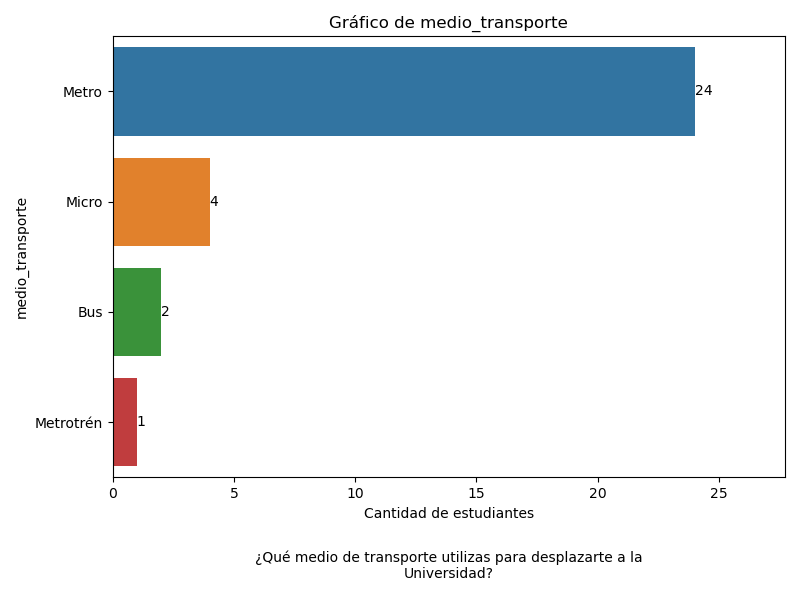 Gráfico de medio_transporte
medio_transporte
Metro
24
Micro
4
Bus
2
Metrotrén
1
0 5 10 15 20 25
Cantidad de estudiantes
¿Qué medio de transporte utilizas para desplazarte a la
Universidad?